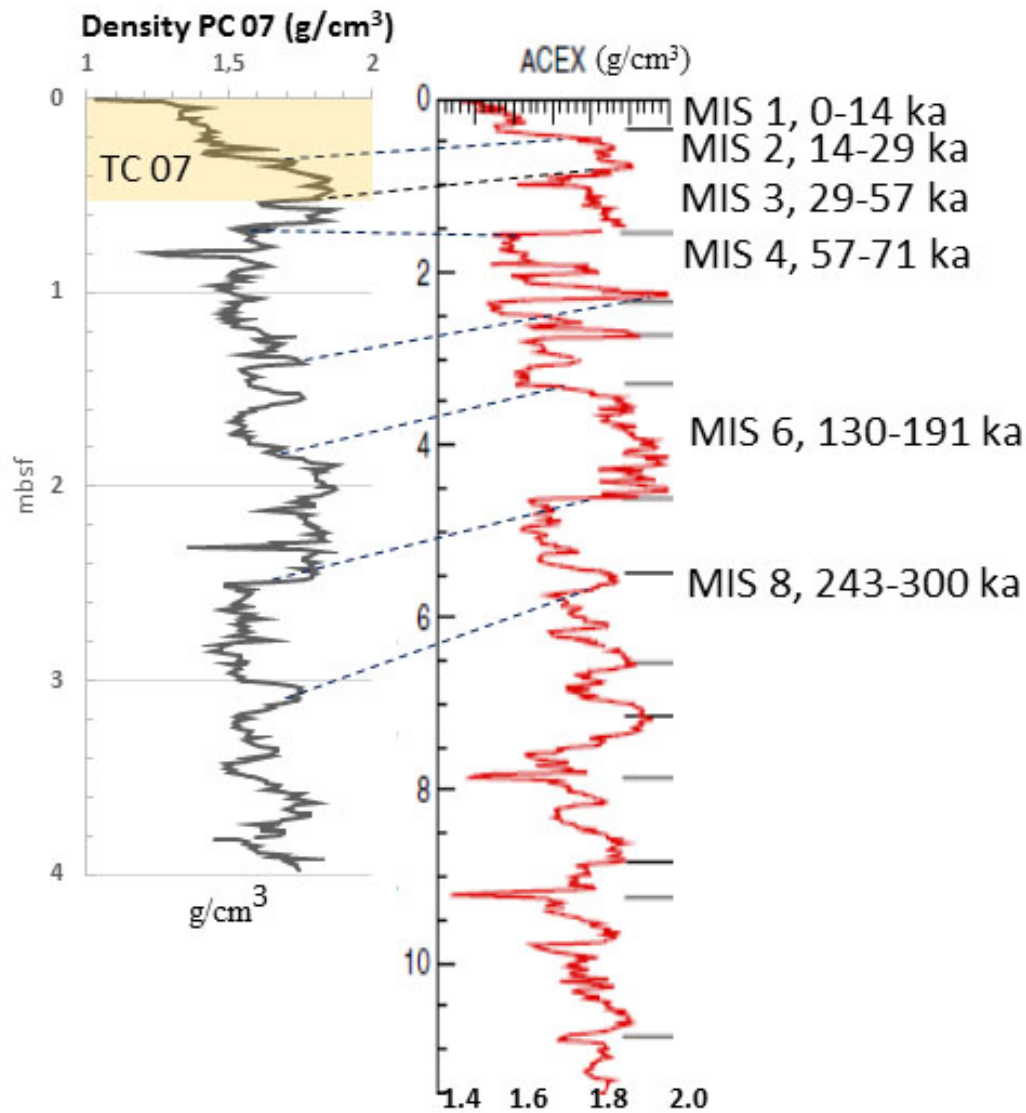 Density PC 07 (g/cm³)
1 1,5 2
ACEX (g/cm³)
0
TC 07
1
2
3
4
mbsf
g/cm³
0
2
4
6
8
10
1.4 1.6 1.8 2.0
MIS 1, 0-14 ka
MIS 2, 14-29 ka
MIS 3, 29-57 ka
MIS 4, 57-71 ka
MIS 6, 130-191 ka
MIS 8, 243-300 ka